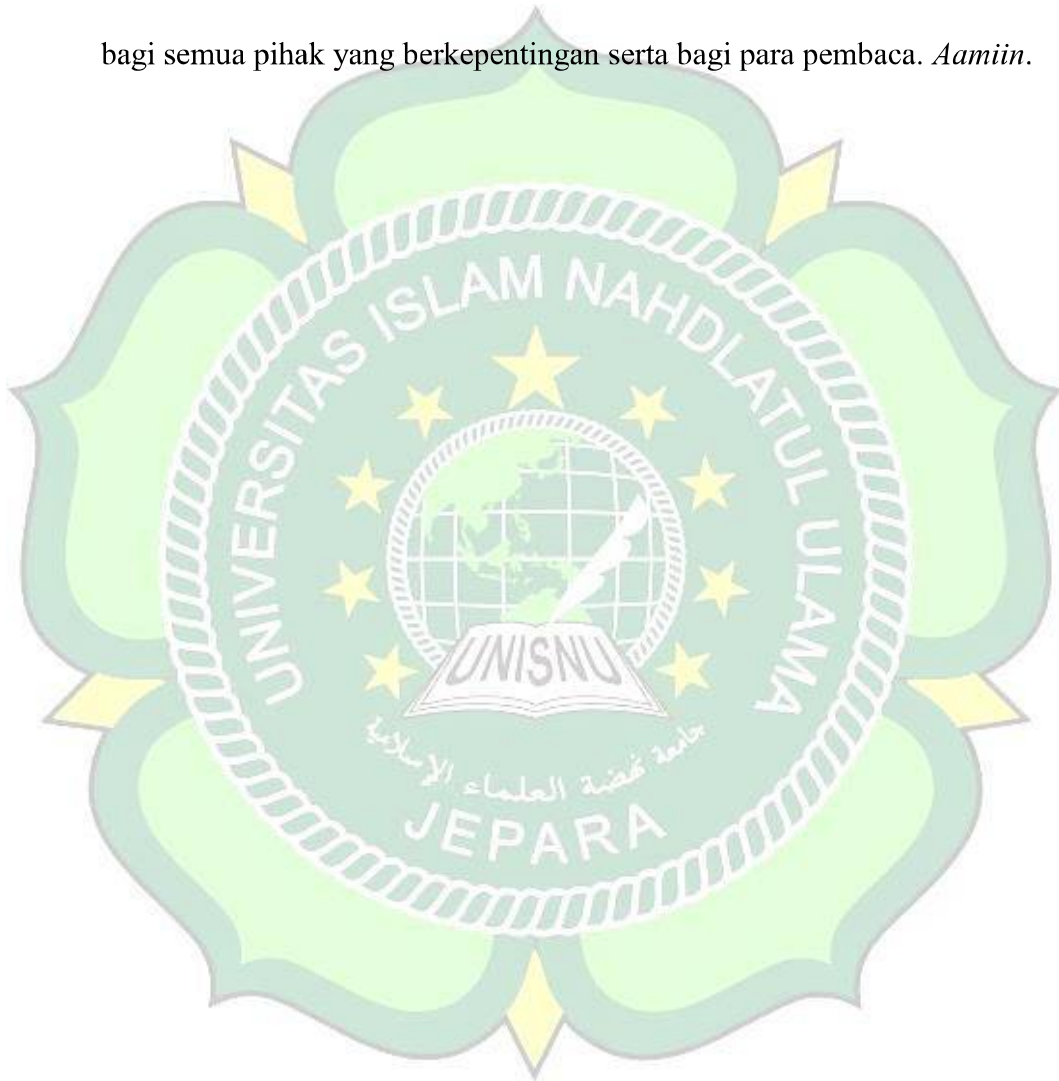 bagi semua pihak yang berkepentingan serta bagi para pembaca. Aamiin.
UNIVERSITAS ISLAM NAHDLATUL ULAMA
UNISNU
جامعة نهضة العلماء الإسلامية
JEPARA